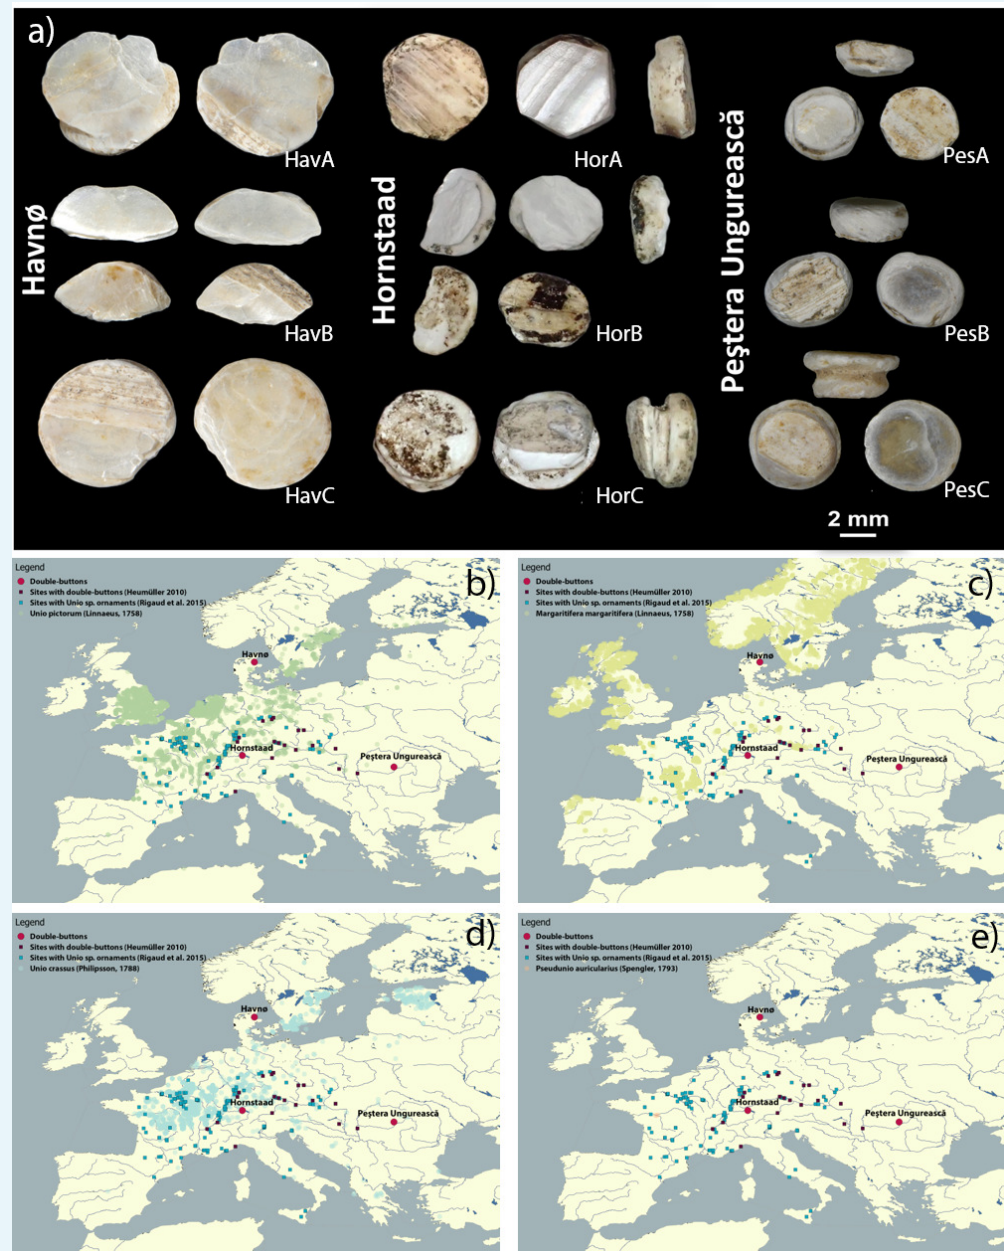 a)
Havnø
HavA
HavB
HavC
Hornstaad
HorA
HorB
HorC
Peştera Ungurească
PesA
PesB
PesC
2 mm
b)
Legend
Double-buttons
Sites with double-buttons (Heumüller 2010)
Sites with Unio sp. ornaments (Rigaud et al. 2015)
Unio pictorum (Linnaeus, 1758)
Havnø
Hornstaad
Peştera Ungurească
c)
Legend
Double-buttons
Sites with double-buttons (Heumüller 2010)
Sites with Unio sp. ornaments (Rigaud et al. 2015)
Margaritifera margaritifera (Linnaeus, 1758)
Havnø
Hornstaad
Peştera Ungurească
d)
Legend
Double-buttons
Sites with double-buttons (Heumüller 2010)
Sites with Unio sp. ornaments (Rigaud et al. 2015)
Unio crassus (Philipsson, 1788)
Havnø
Hornstaad
Peştera Ungurească
e)
Legend
Double-buttons
Sites with double-buttons (Heumüller 2010)
Sites with Unio sp. ornaments (Rigaud et al. 2015)
Pseudunio auricularius (Spengler, 1793)
Havnø
Hornstaad
Peştera Ungurească